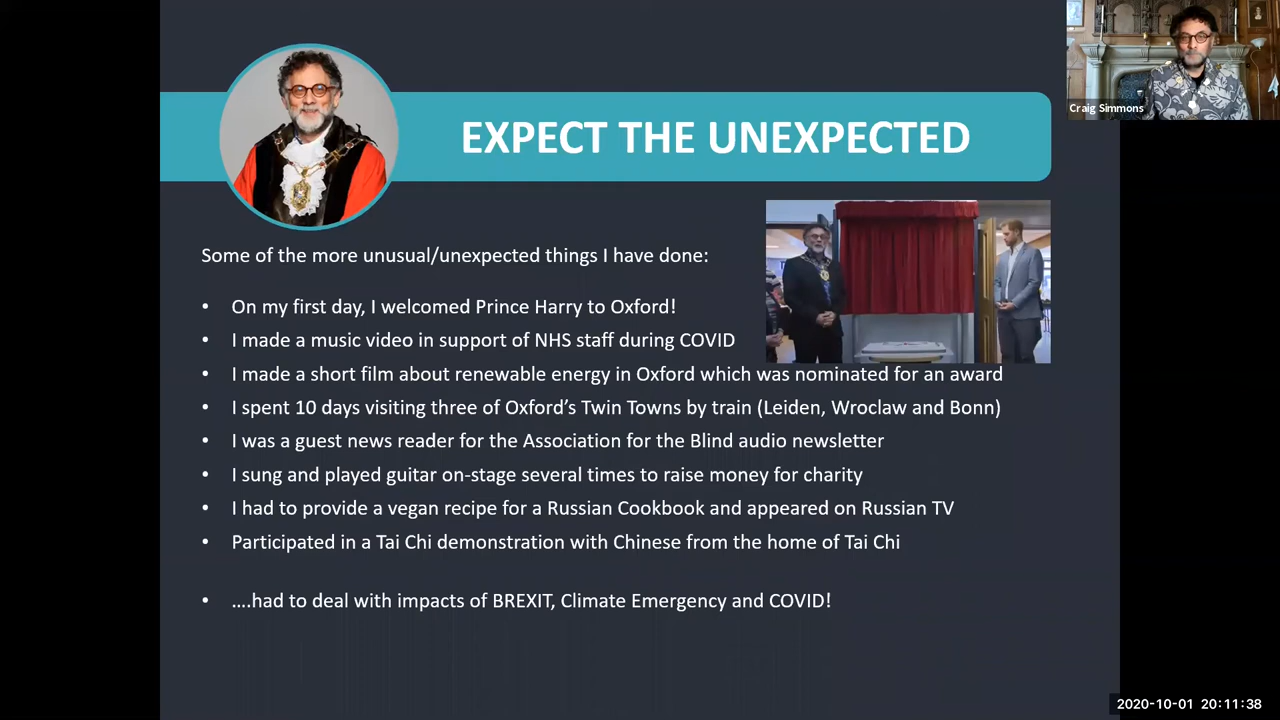 Craig Simmons
EXPECT THE UNEXPECTED
Some of the more unusual/unexpected things I have done:
• On my first day, I welcomed Prince Harry to Oxford!
• I made a music video in support of NHS staff during COVID
• I made a short film about renewable energy in Oxford which was nominated for an award
• I spent 10 days visiting three of Oxford’s Twin Towns by train (Leiden, Wroclaw and Bonn)
• I was a guest news reader for the Association for the Blind audio newsletter
• I sung and played guitar on-stage several times to raise money for charity
• I had to provide a vegan recipe for a Russian Cookbook and appeared on Russian TV
• Participated in a Tai Chi demonstration with Chinese from the home of Tai Chi
• ….had to deal with impacts of BREXIT, Climate Emergency and COVID!
2020-10-01 20:11:38